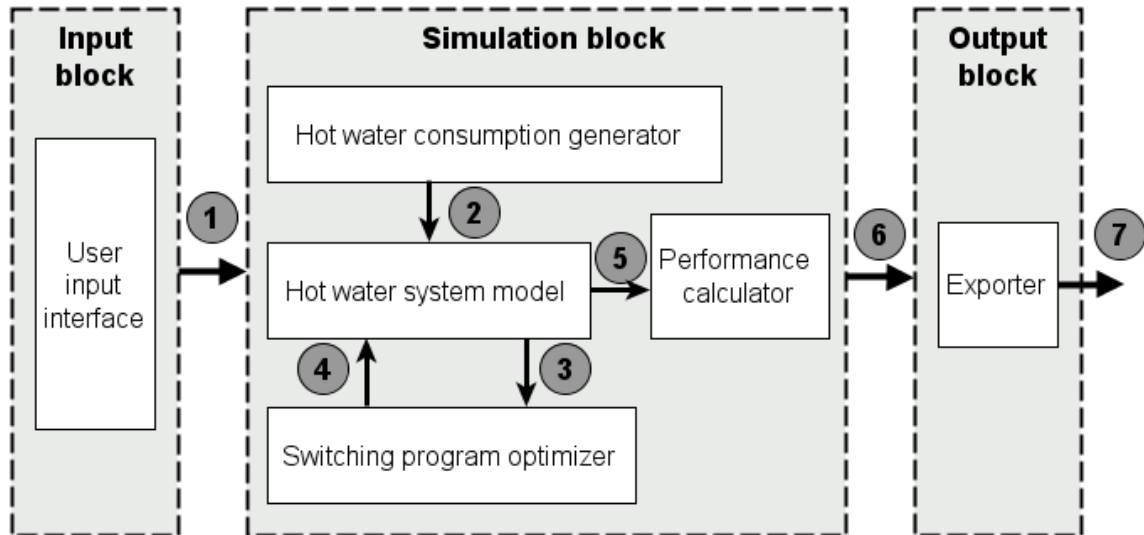 Input
block
User
input
interface
1
Simulation block
Hot water consumption generator
2
Hot water system model
5
Performance
calculator
4
3
Switching program optimizer
6
Output
block
Exporter
7